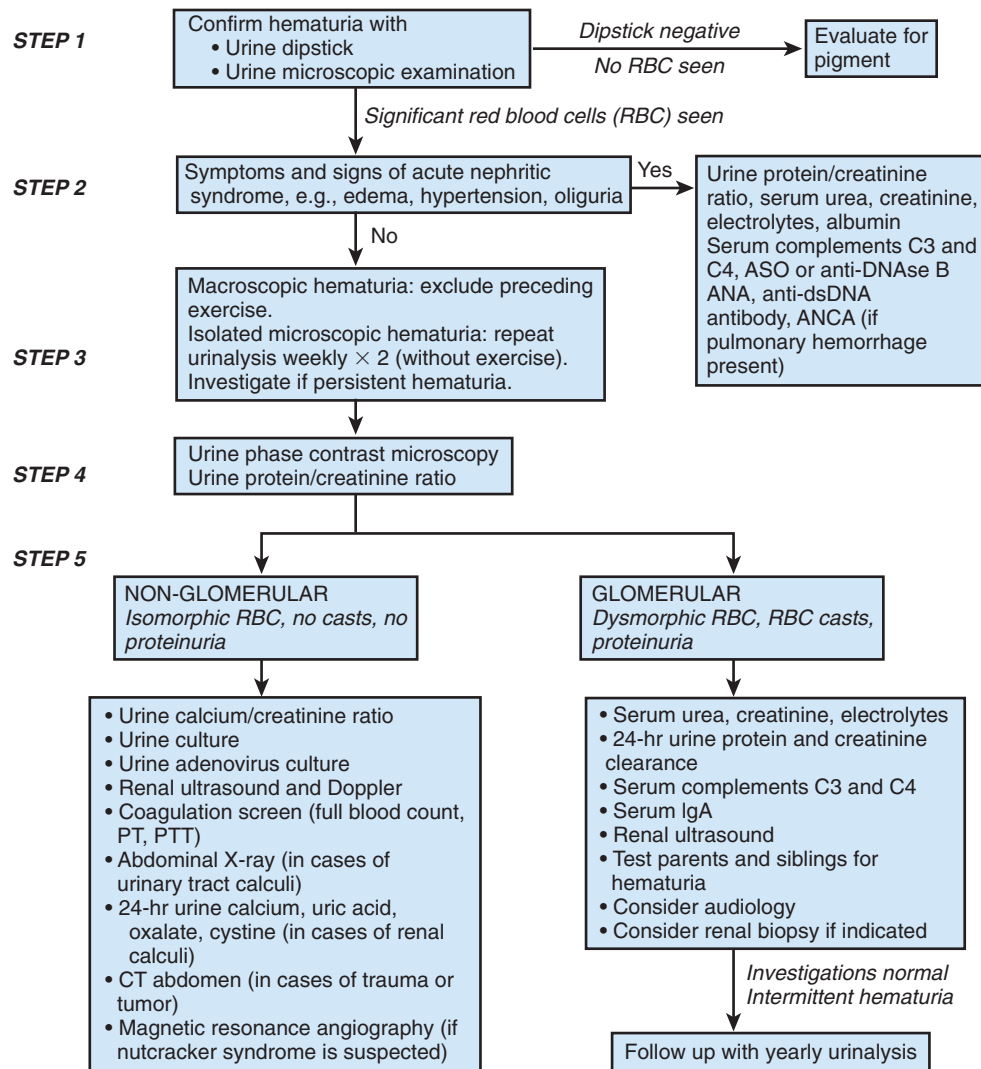 STEP 1
Confirm hematuria with
• Urine dipstick
• Urine microscopic examination
Dipstick negative
No RBC seen
Evaluate for
pigment
Significant red blood cells (RBC) seen
STEP 2
Symptoms and signs of acute nephritic
syndrome, e.g., edema, hypertension, oliguria
Yes
Urine protein/creatinine
ratio, serum urea, creatinine,
electrolytes, albumin
Serum complements C3 and
C4, ASO or anti-DNAse B
ANA, anti-dsDNA
antibody, ANCA (if
pulmonary hemorrhage
present)
No
STEP 3
Macroscopic hematuria: exclude preceding
exercise.
Isolated microscopic hematuria: repeat
urinalysis weekly × 2 (without exercise).
Investigate if persistent hematuria.
STEP 4
Urine phase contrast microscopy
Urine protein/creatinine ratio
STEP 5
NON-GLOMERULAR
Isomorphic RBC, no casts, no
proteinuria
• Urine calcium/creatinine ratio
• Urine culture
• Urine adenovirus culture
• Renal ultrasound and Doppler
• Coagulation screen (full blood count,
PT, PTT)
• Abdominal X-ray (in cases of
urinary tract calculi)
• 24-hr urine calcium, uric acid,
oxalate, cystine (in cases of renal
calculi)
• CT abdomen (in cases of trauma or
tumor)
• Magnetic resonance angiography (if
nutcracker syndrome is suspected)
GLOMERULAR
Dysmorphic RBC, RBC casts,
proteinuria
• Serum urea, creatinine, electrolytes
• 24-hr urine protein and creatinine
clearance
• Serum complements C3 and C4
• Serum IgA
• Renal ultrasound
• Test parents and siblings for
hematuria
• Consider audiology
• Consider renal biopsy if indicated
Investigations normal
Intermittent hematuria
Follow up with yearly urinalysis